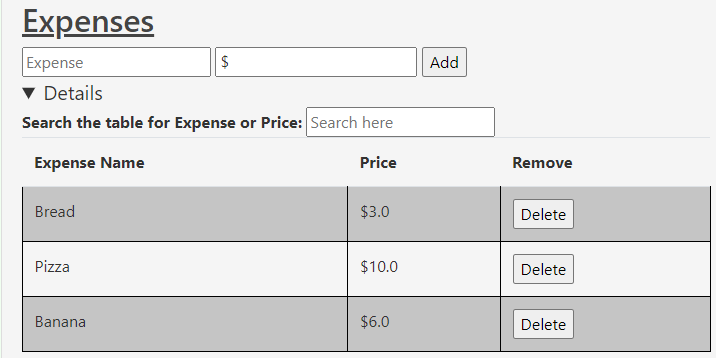 Expenses
Expense $ Add
▼ Details
Search the table for Expense or Price: Search here
Expense Name Price Remove
Bread $3.0 Delete
Pizza $10.0 Delete
Banana $6.0 Delete